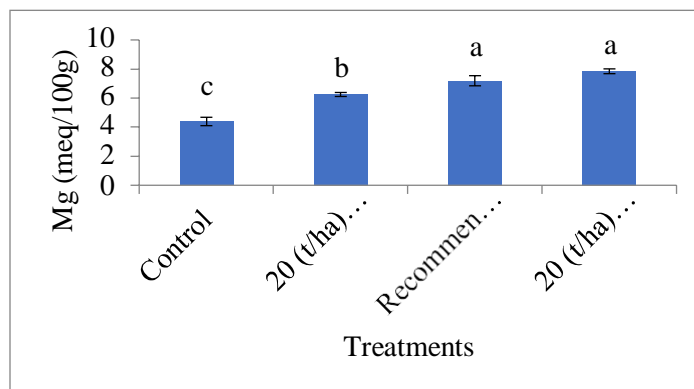 Mg (meq/100g)
10
8
6
4
2
0
c
b
a
a
Control
20 (t/ha)…
Recommen…
20 (t/ha)…
Treatments